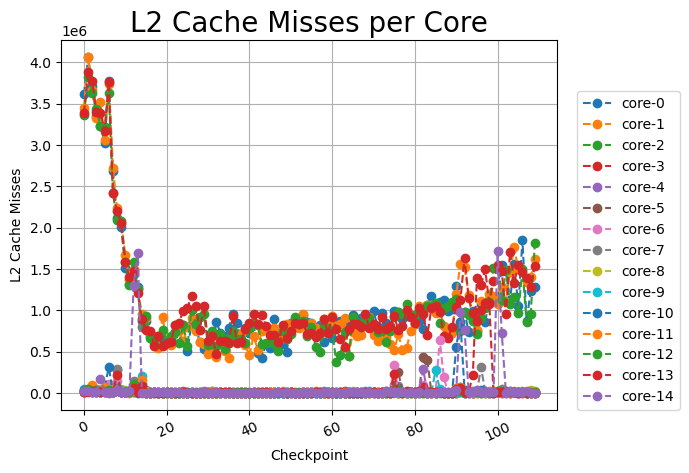 L2 Cache Misses per Core
1e6
4.0
3.5
3.0
2.5
2.0
1.5
1.0
0.5
0.0
L2 Cache Misses
0
20
40
60
80
100
Checkpoint
core-0
core-1
core-2
core-3
core-4
core-5
core-6
core-7
core-8
core-9
core-10
core-11
core-12
core-13
core-14